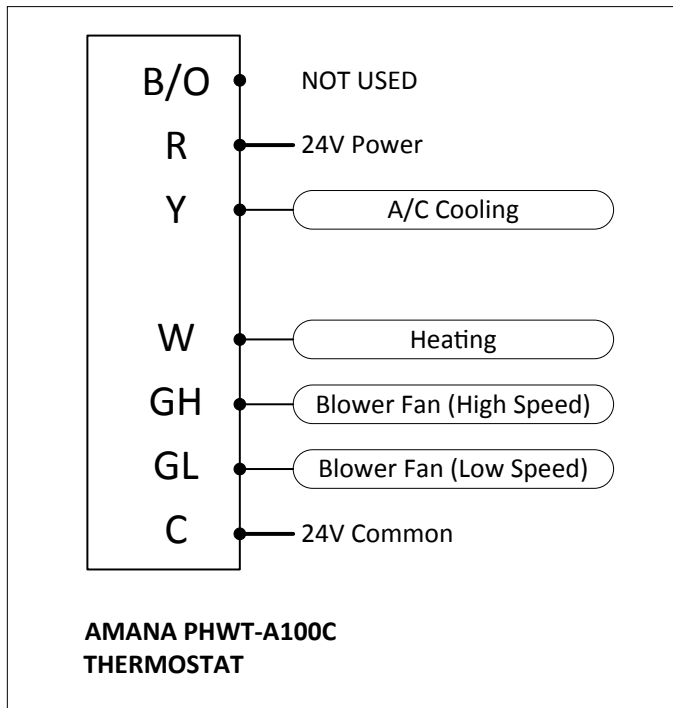 B/O NOT USED
R 24V Power
Y A/C Cooling
W Heating
GH Blower Fan (High Speed)
GL Blower Fan (Low Speed)
C 24V Common
AMANA PHWT-A100C
THERMOSTAT